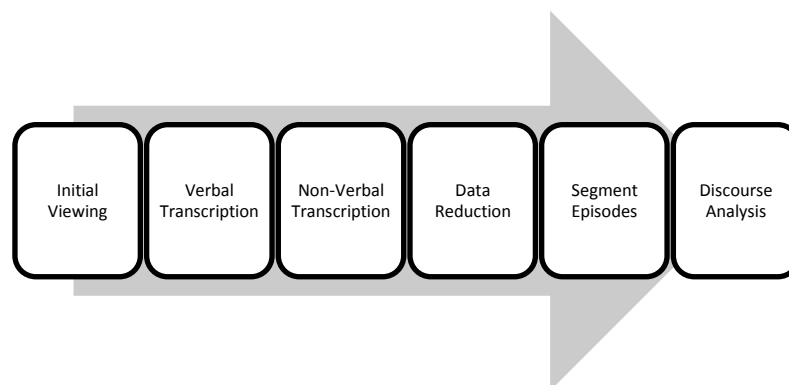 Initial
Viewing
Verbal
Transcription
Non-Verbal
Transcription
Data
Reduction
Segment
Episodes
Discourse
Analysis